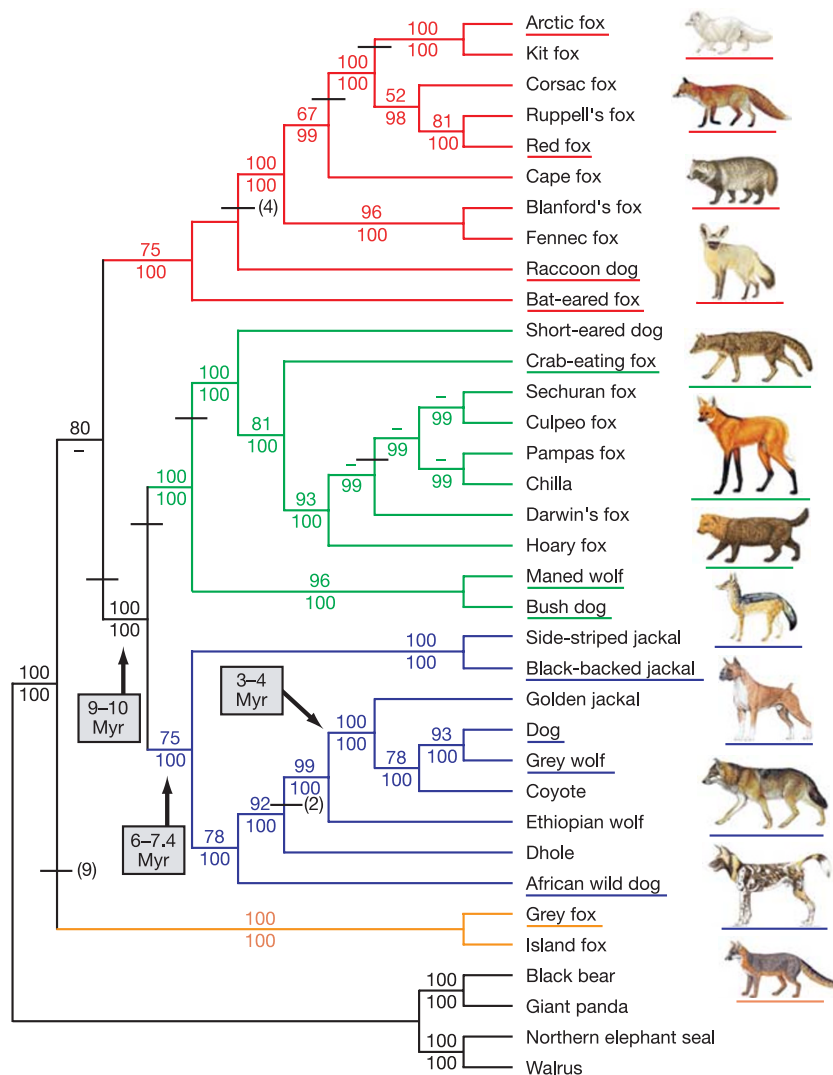 100
100
Arctic fox
Kit fox
100
100
Corsac fox
52
98
Ruppell's fox
81
100
Red fox
67
99
Cape fox
100
100
Blanford's fox
96
100
Fennec fox
(4)
75
100
Raccoon dog
Bat-eared fox
Short-eared dog
100
100
Crab-eating fox
Sechuran fox
–
99
Culpeo fox
81
100
–
99
Pampas fox
–
99
Chilla
–
99
Darwin's fox
93
100
Hoary fox
80
–
100
100
Maned wolf
96
100
Bush dog
100
100
Side-striped jackal
100
100
Black-backed jackal
3–4
Myr
Golden jackal
100
100
Dog
93
100
Grey wolf
78
100
Coyote
9–10
Myr
75
100
99
100
(2)
Ethiopian wolf
92
100
Dhole
6–7.4
Myr
78
100
African wild dog
100
100
(9)
Grey fox
100
100
Island fox
Black bear
100
100
Giant panda
Northern elephant seal
100
100
Walrus